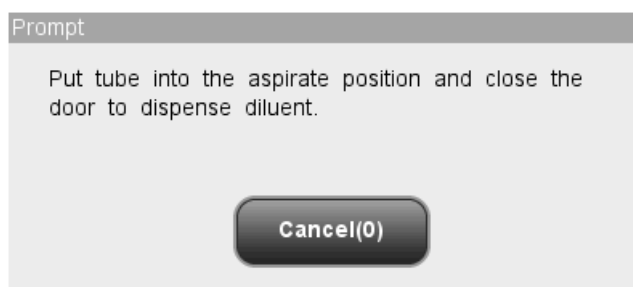 Prompt
Put tube into the aspirate position and close the
door to dispense diluent.
Cancel(0)